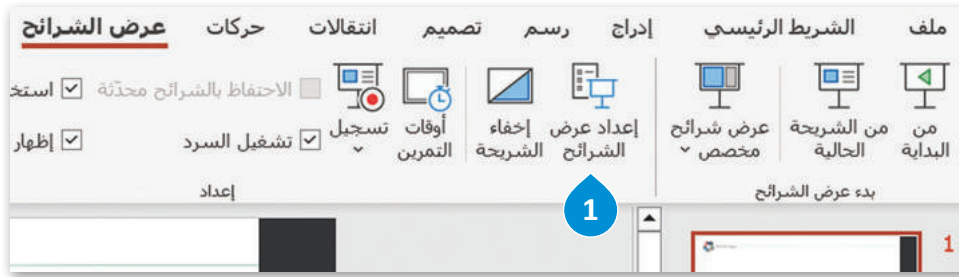 ملف الشريط الرئيسي إدراج رسم تصميم انتقالات حركات عرض الشرائح
من البداية
من الشريحة الحالية
عرض شرائح مخصص
بدء عرض الشرائح
إعداد عرض الشرائح
إخفاء الشريحة
أوقات التمرين
تسجيل
الاحتفاظ بالشرائح محدّثة
تشغيل السرد
إظهار
إعداد
1
1